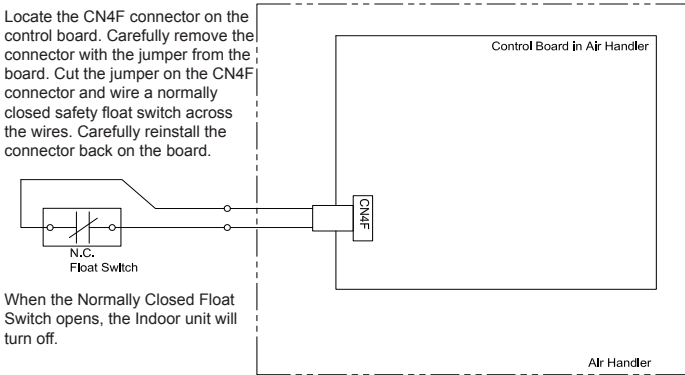 Locate the CN4F connector on the
control board. Carefully remove the
connector with the jumper from the
board. Cut the jumper on the CN4F
connector and wire a normally
closed safety float switch across
the wires. Carefully reinstall the
connector back on the board.
Control Board in Air Handler
CN4F
N.C.
Float Switch
When the Normally Closed Float
Switch opens, the Indoor unit will
turn off.
Air Handler